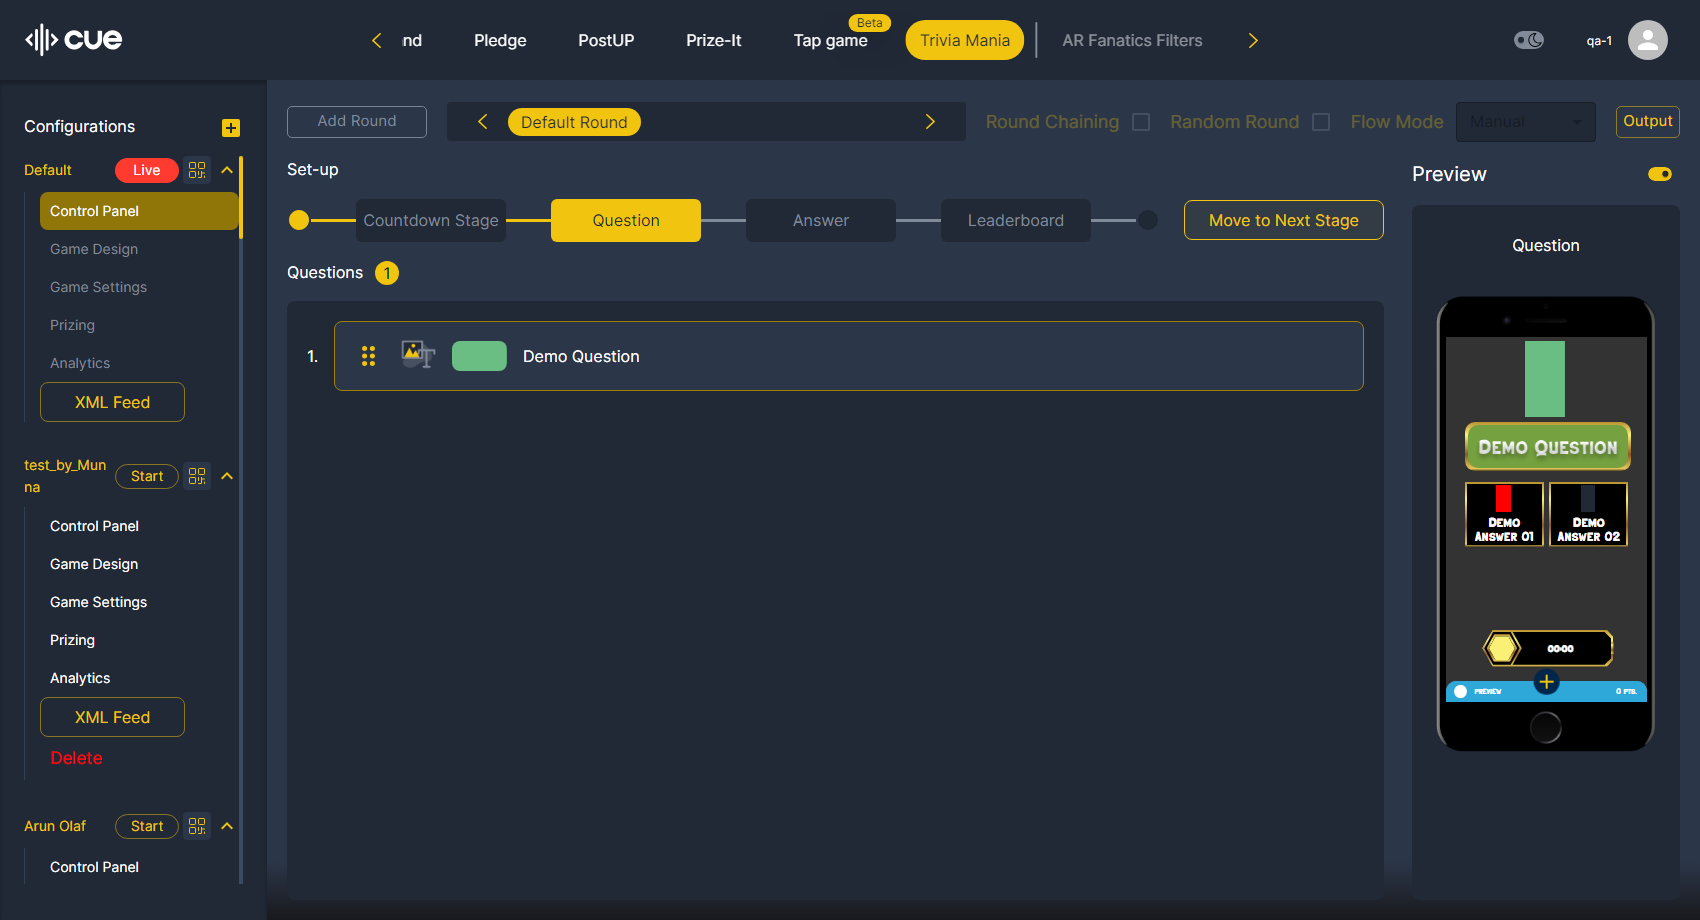 cue
nd
Pledge
PostUP
Prize-It
Tap game
Beta
Trivia Mania
AR Fanatics Filters
qa-1
Configurations
Default
Live
Control Panel
Game Design
Game Settings
Prizing
Analytics
XML Feed
test_by_Mun
na
Start
Control Panel
Game Design
Game Settings
Prizing
Analytics
XML Feed
Delete
Arun Olaf
Start
Control Panel
Add Round
Default Round
Round Chaining
Random Round
Flow Mode
Manual
Output
Set-up
Countdown Stage
Question
Answer
Leaderboard
Move to Next Stage
Questions 1
1.
Demo Question
Preview
Question
Demo Question
Demo
Answer 01
Demo
Answer 02
00:00
PREVIEW
0 PTS.